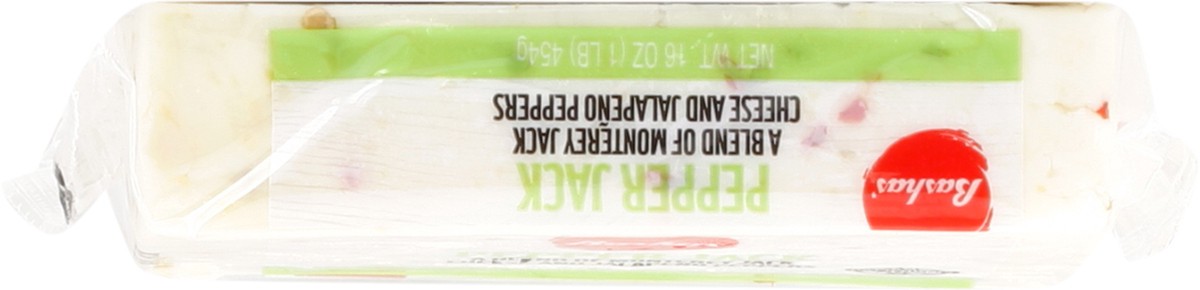 Bashas'
PEPPER JACK
A BLEND OF MONTEREY JACK
CHEESE AND JALAPEÑO PEPPERS
NET WT. 16 OZ (1 LB) 454g